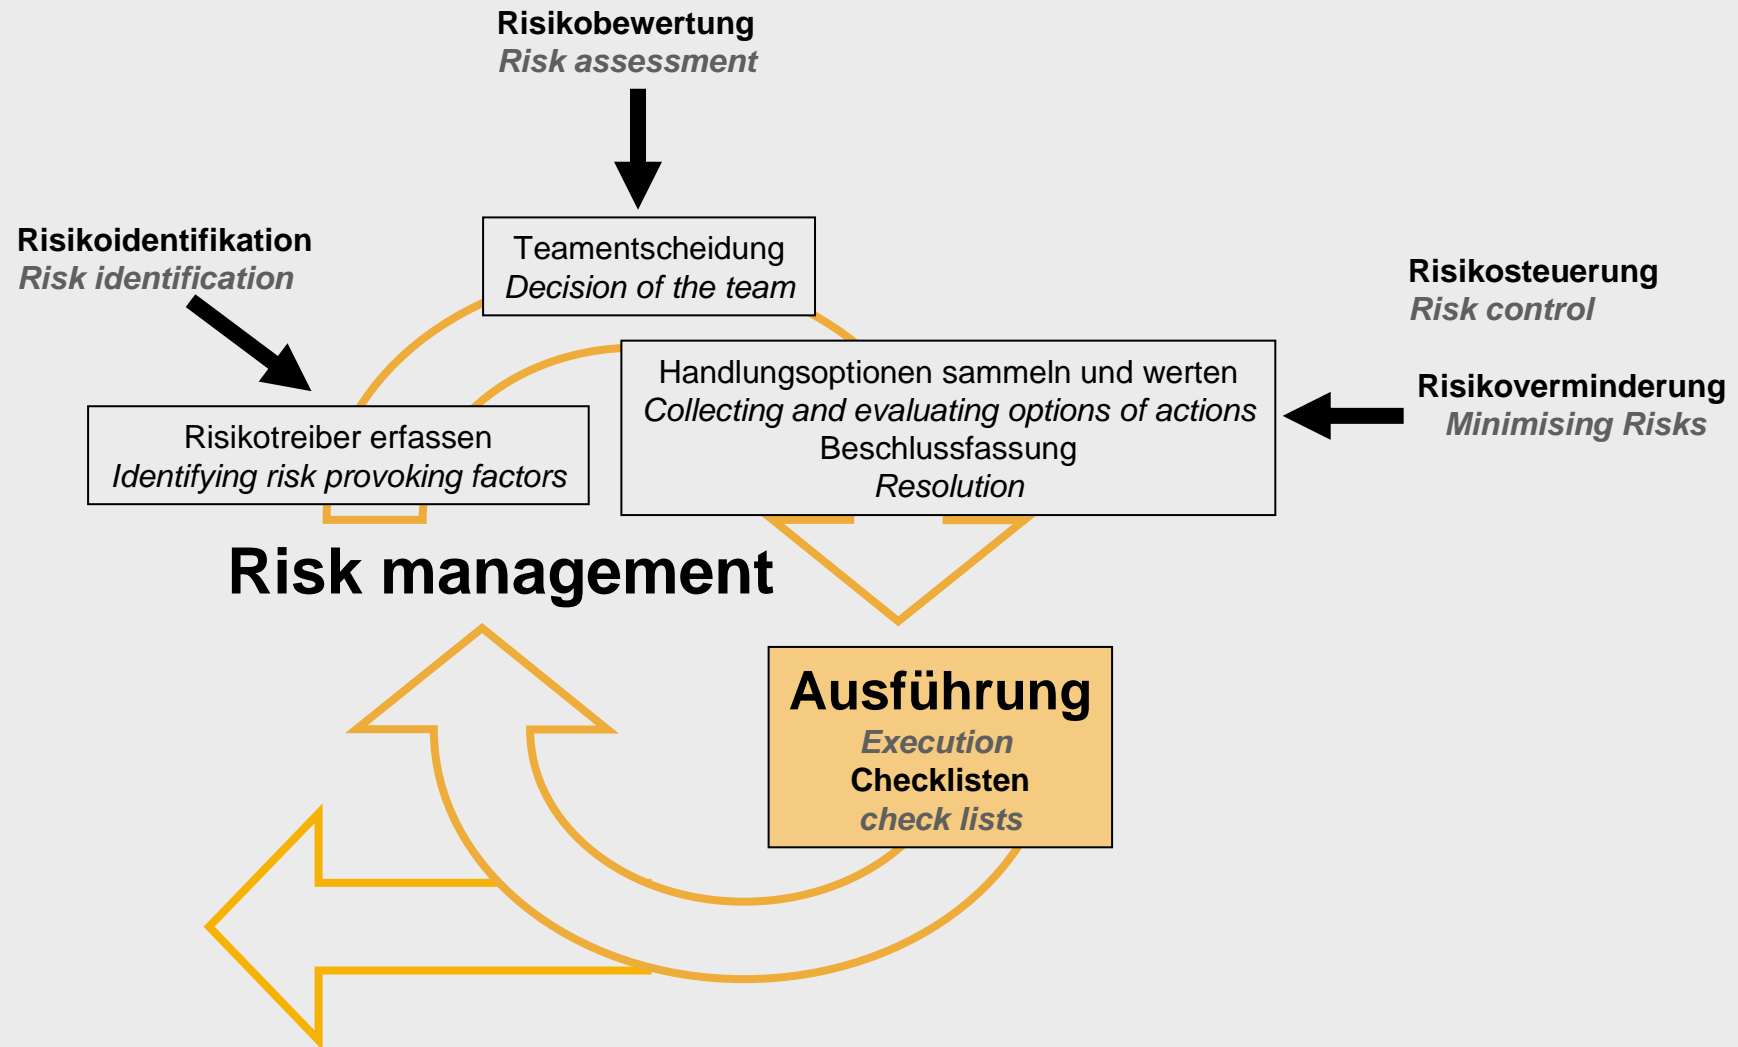 Risikobewertung
Risk assessment
Risikoidentifikation
Risk identification
Teamentscheidung
Decision of the team
Risikosteuerung
Risk control
Handlungsoptionen sammeln und werten
Collecting and evaluating options of actions
Beschlussfassung
Resolution
Risikoverminderung
Minimising Risks
Risikotreiber erfassen
Identifying risk provoking factors
Risk management
Ausführung
Execution
Checklisten
check lists